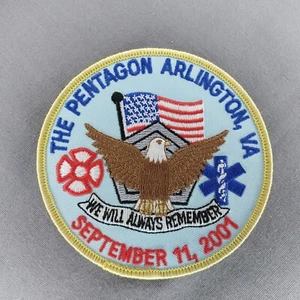 THE PENTAGON ARLINGTON, VA
WE WILL ALWAYS REMEMBER
SEPTEMBER 11, 2001